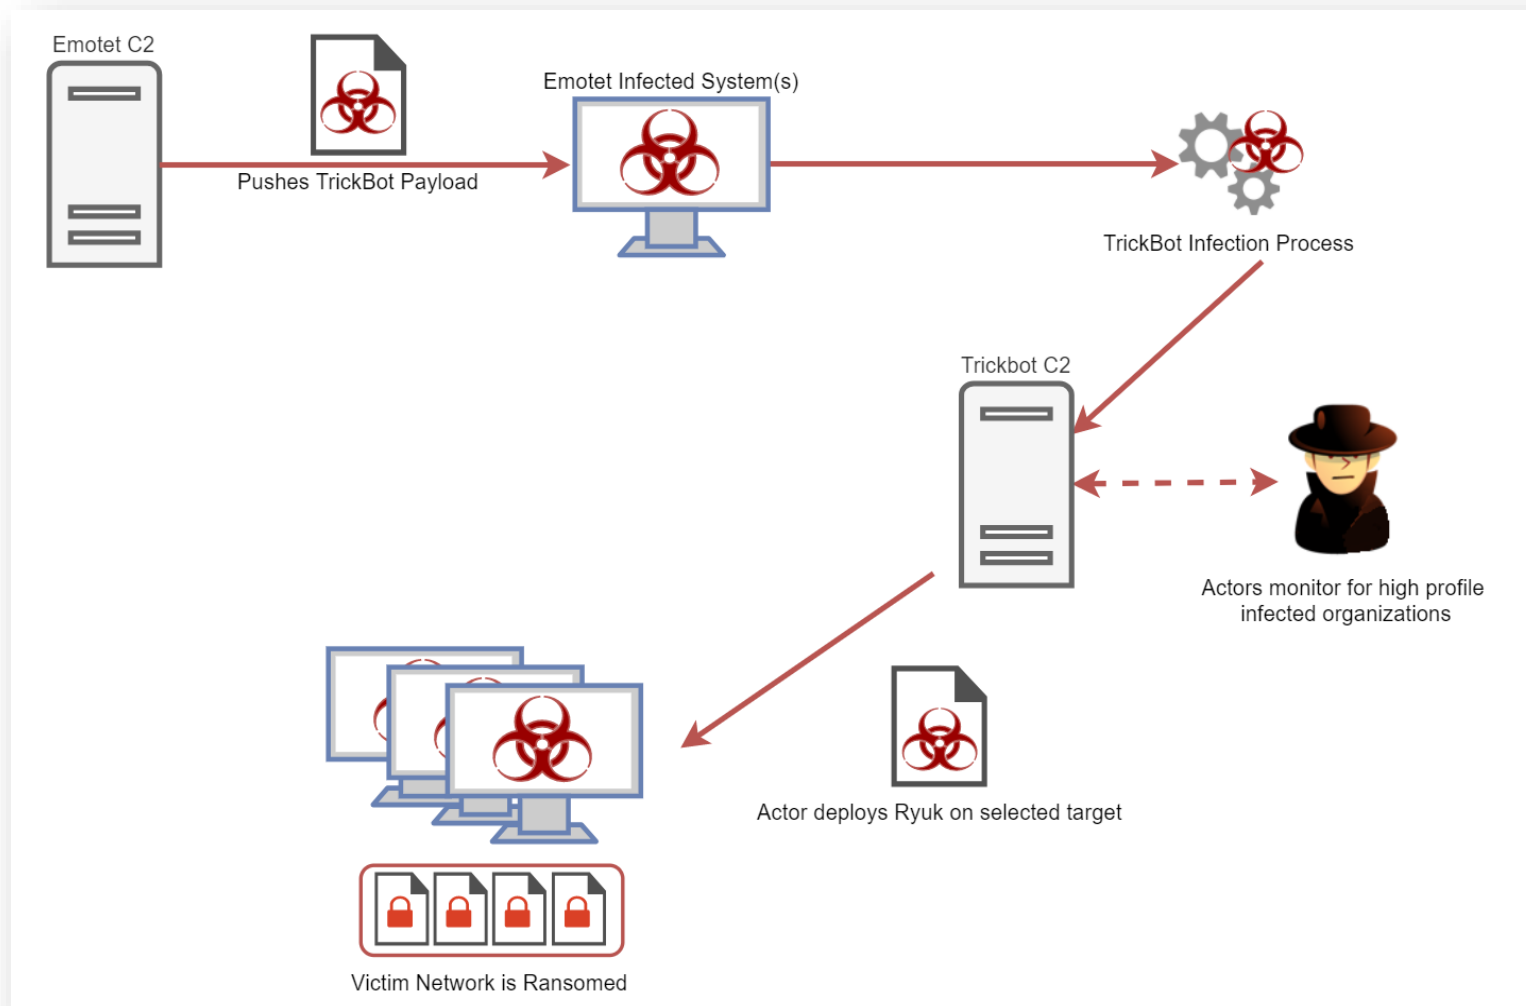 Emotet C2
Pushes TrickBot Payload
Emotet Infected System(s)
TrickBot Infection Process
Trickbot C2
Actors monitor for high profile
infected organizations
Actor deploys Ryuk on selected target
Victim Network is Ransomed